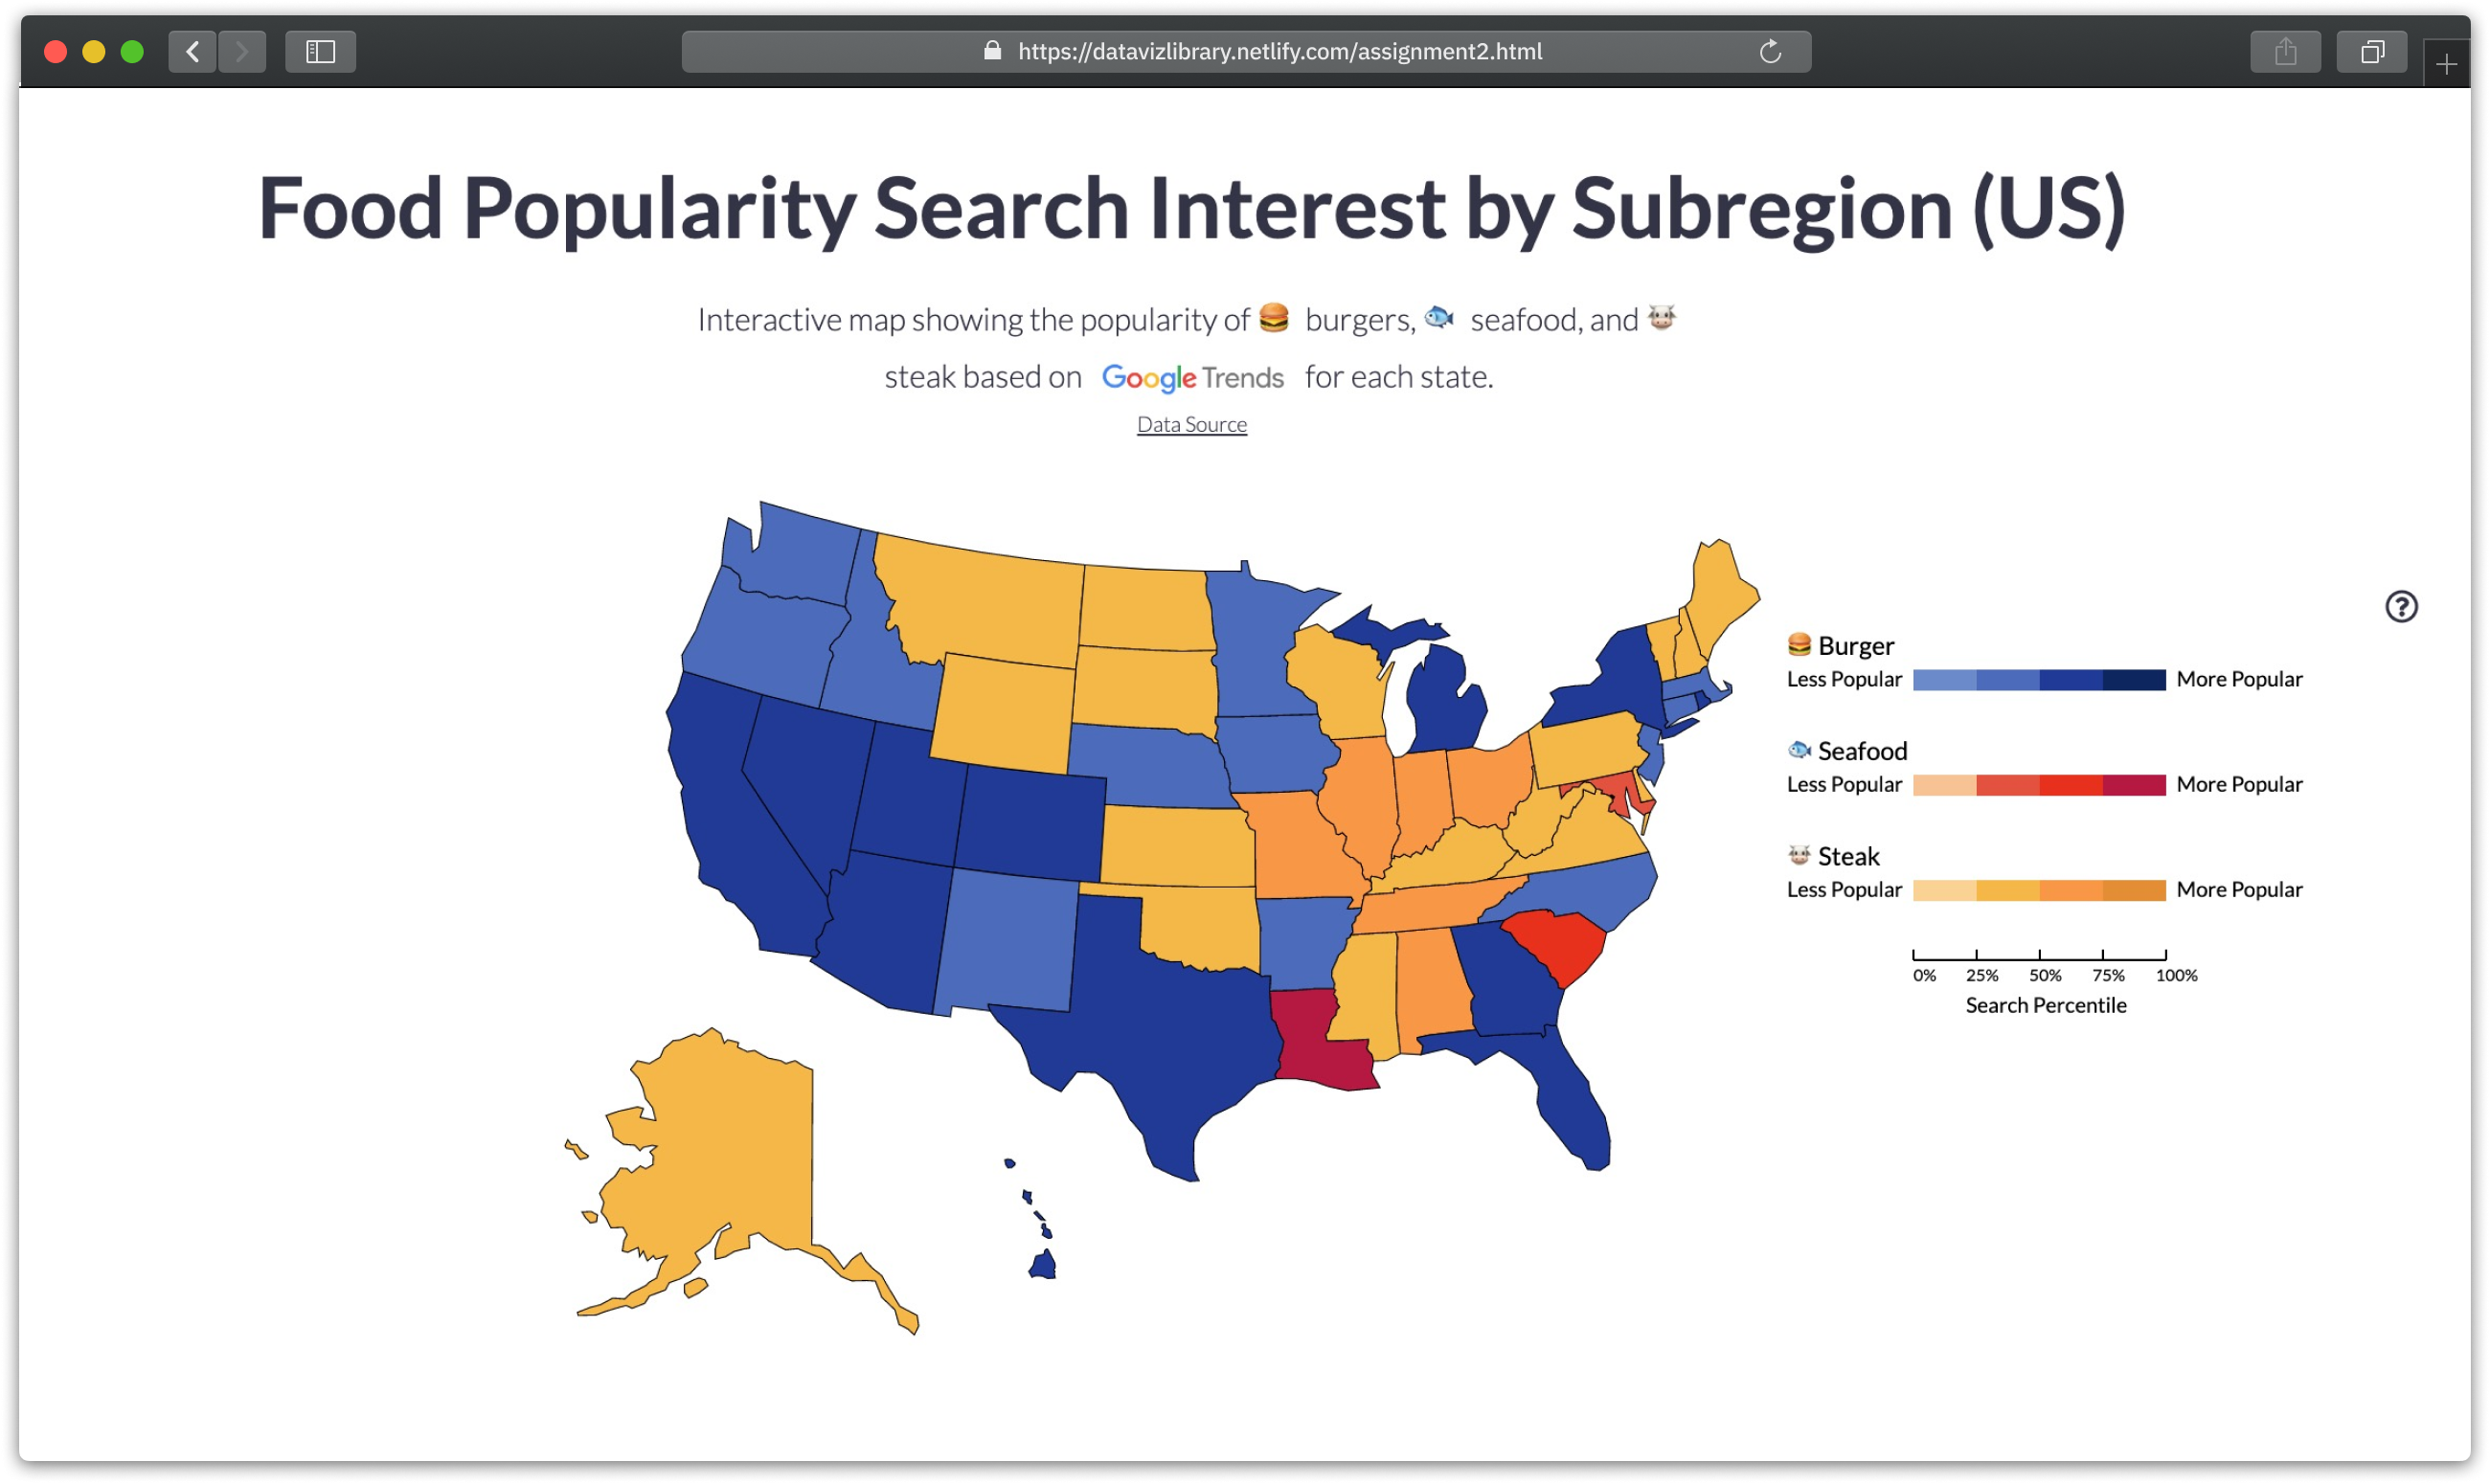 https://datavizlibrary.netlify.com/assignment2.html
Food Popularity Search Interest by Subregion (US)
Interactive map showing the popularity of 🍔 burgers, 🐟 seafood, and 🐮
steak based on Google Trends for each state.
Data Source
?
🍔 Burger
Less Popular More Popular
🐟 Seafood
Less Popular More Popular
🐮 Steak
Less Popular More Popular
0% 25% 50% 75% 100%
Search Percentile